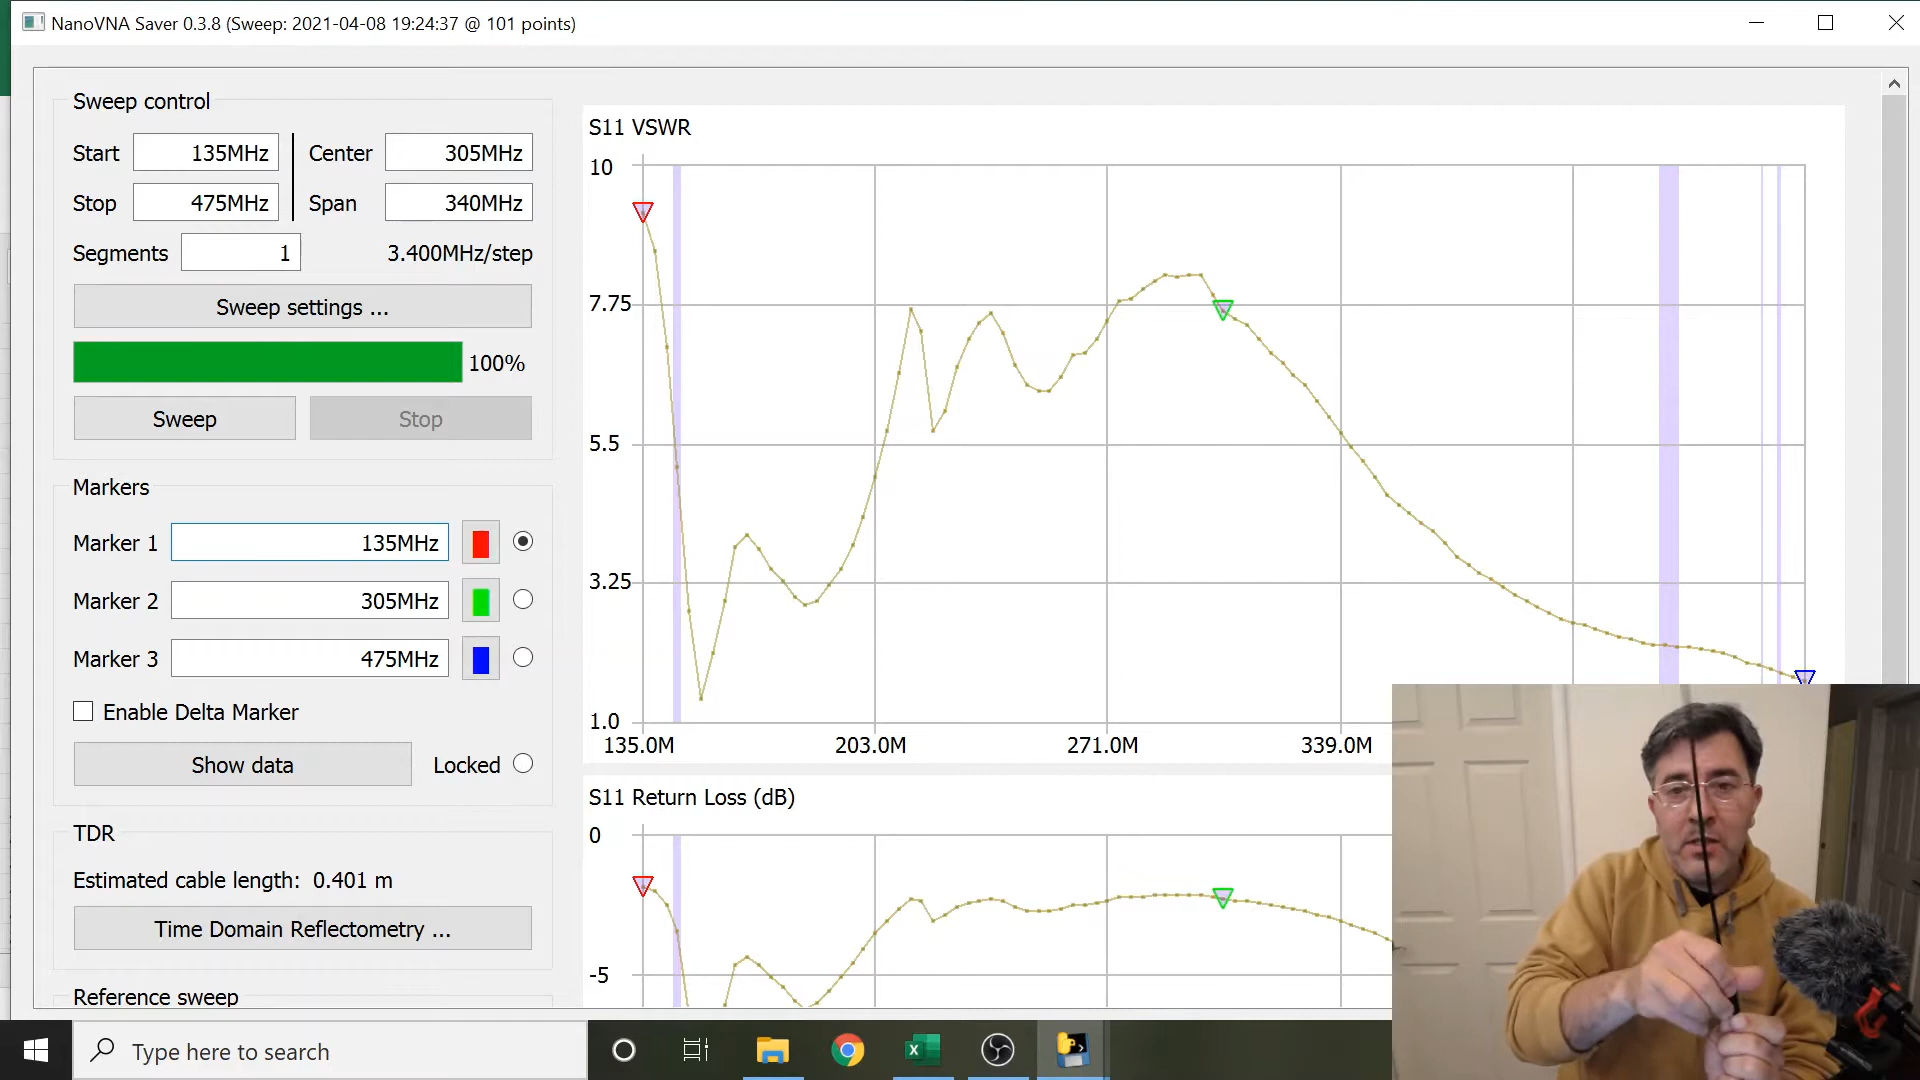 NanoVNA Saver 0.3.8 (Sweep: 2021-04-08 19:24:37 @ 101 points)
Sweep control
Start 135MHz Center 305MHz
Stop 475MHz Span 340MHz
Segments 1 3.400MHz/step
Sweep settings ...
100%
Sweep Stop
Markers
Marker 1 135MHz
Marker 2 305MHz
Marker 3 475MHz
Enable Delta Marker
Show data Locked
TDR
Estimated cable length: 0.401 m
Time Domain Reflectometry ...
Reference sweep
S11 VSWR
10
7.75
5.5
3.25
1.0
135.0M 203.0M 271.0M 339.0M
S11 Return Loss (dB)
0
-5
Type here to search